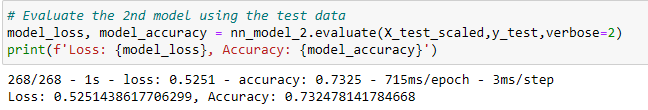 # Evaluate the 2nd model using the test data
model_loss, model_accuracy = nn_model_2.evaluate(X_test_scaled,y_test,verbose=2)
print(f'Loss: {model_loss}, Accuracy: {model_accuracy}')
268/268 - 1s - loss: 0.5251 - accuracy: 0.7325 - 715ms/epoch - 3ms/step
Loss: 0.5251438617706299, Accuracy: 0.732478141784668